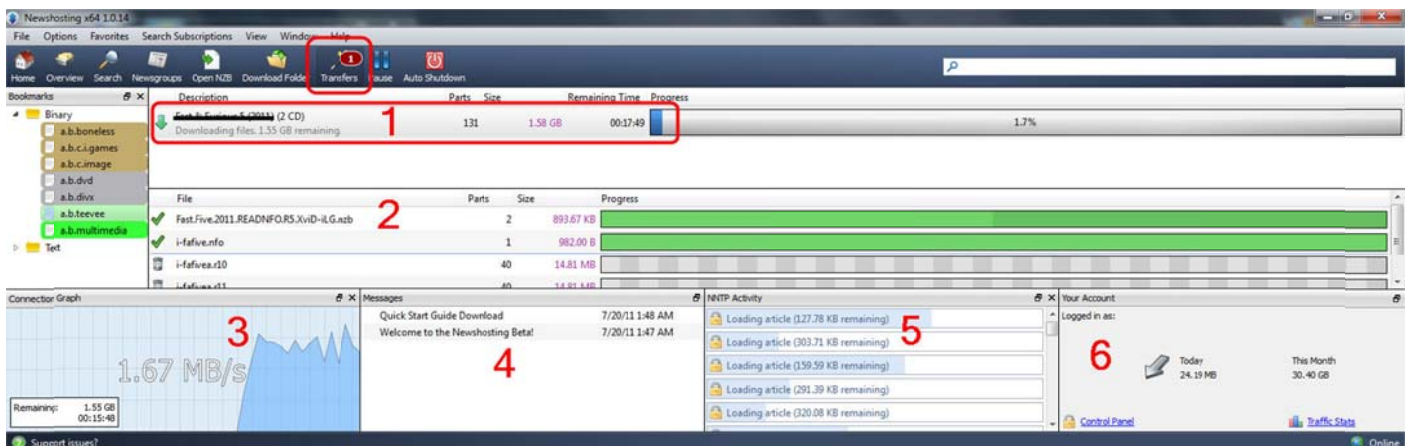 Newshosting x64 1.0.14
File Options Favorites Search Subscriptions View Window Help
1
Home Overview Search Newsgroups Open NZB Download Folder Transfers Pause Auto Shutdown
Bookmarks
Description Parts Size Remaining Time Progress
Binary
(2 CD) 1 131 1.58 GB 00:17:49 1.7%
Downloading files. 1.55 GB remaining
a.b.boneless
a.b.c.i.games
a.b.c.image
a.b.dvd
a.b.divx
a.b.teevee
a.b.multimedia
Text
File Parts Size Progress
2
Fast.Five.2011.READNFO.R5.XviD-iLG.nzb 2 893.67 KB
i-fafive.nfo 1 982.00 B
i-fafivea.r10 40 14.81 MB
i-fafivea.r11 40 14.81 MB
Connection Graph
3
1.67 MB/s
Remaining: 1.55 GB
00:15:48
Messages
Quick Start Guide Download 7/20/11 1:48 AM
Welcome to the Newshosting Beta! 7/20/11 1:47 AM
4
NNTP Activity
Loading article (127.78 KB remaining)
5
Loading article (303.71 KB remaining)
Loading article (159.59 KB remaining)
Loading article (291.39 KB remaining)
Loading article (320.08 KB remaining)
Your Account
Logged in as:
6
Today This Month
24.19 MB 30.40 GB
Control Panel Traffic Stats
Support issues? Online